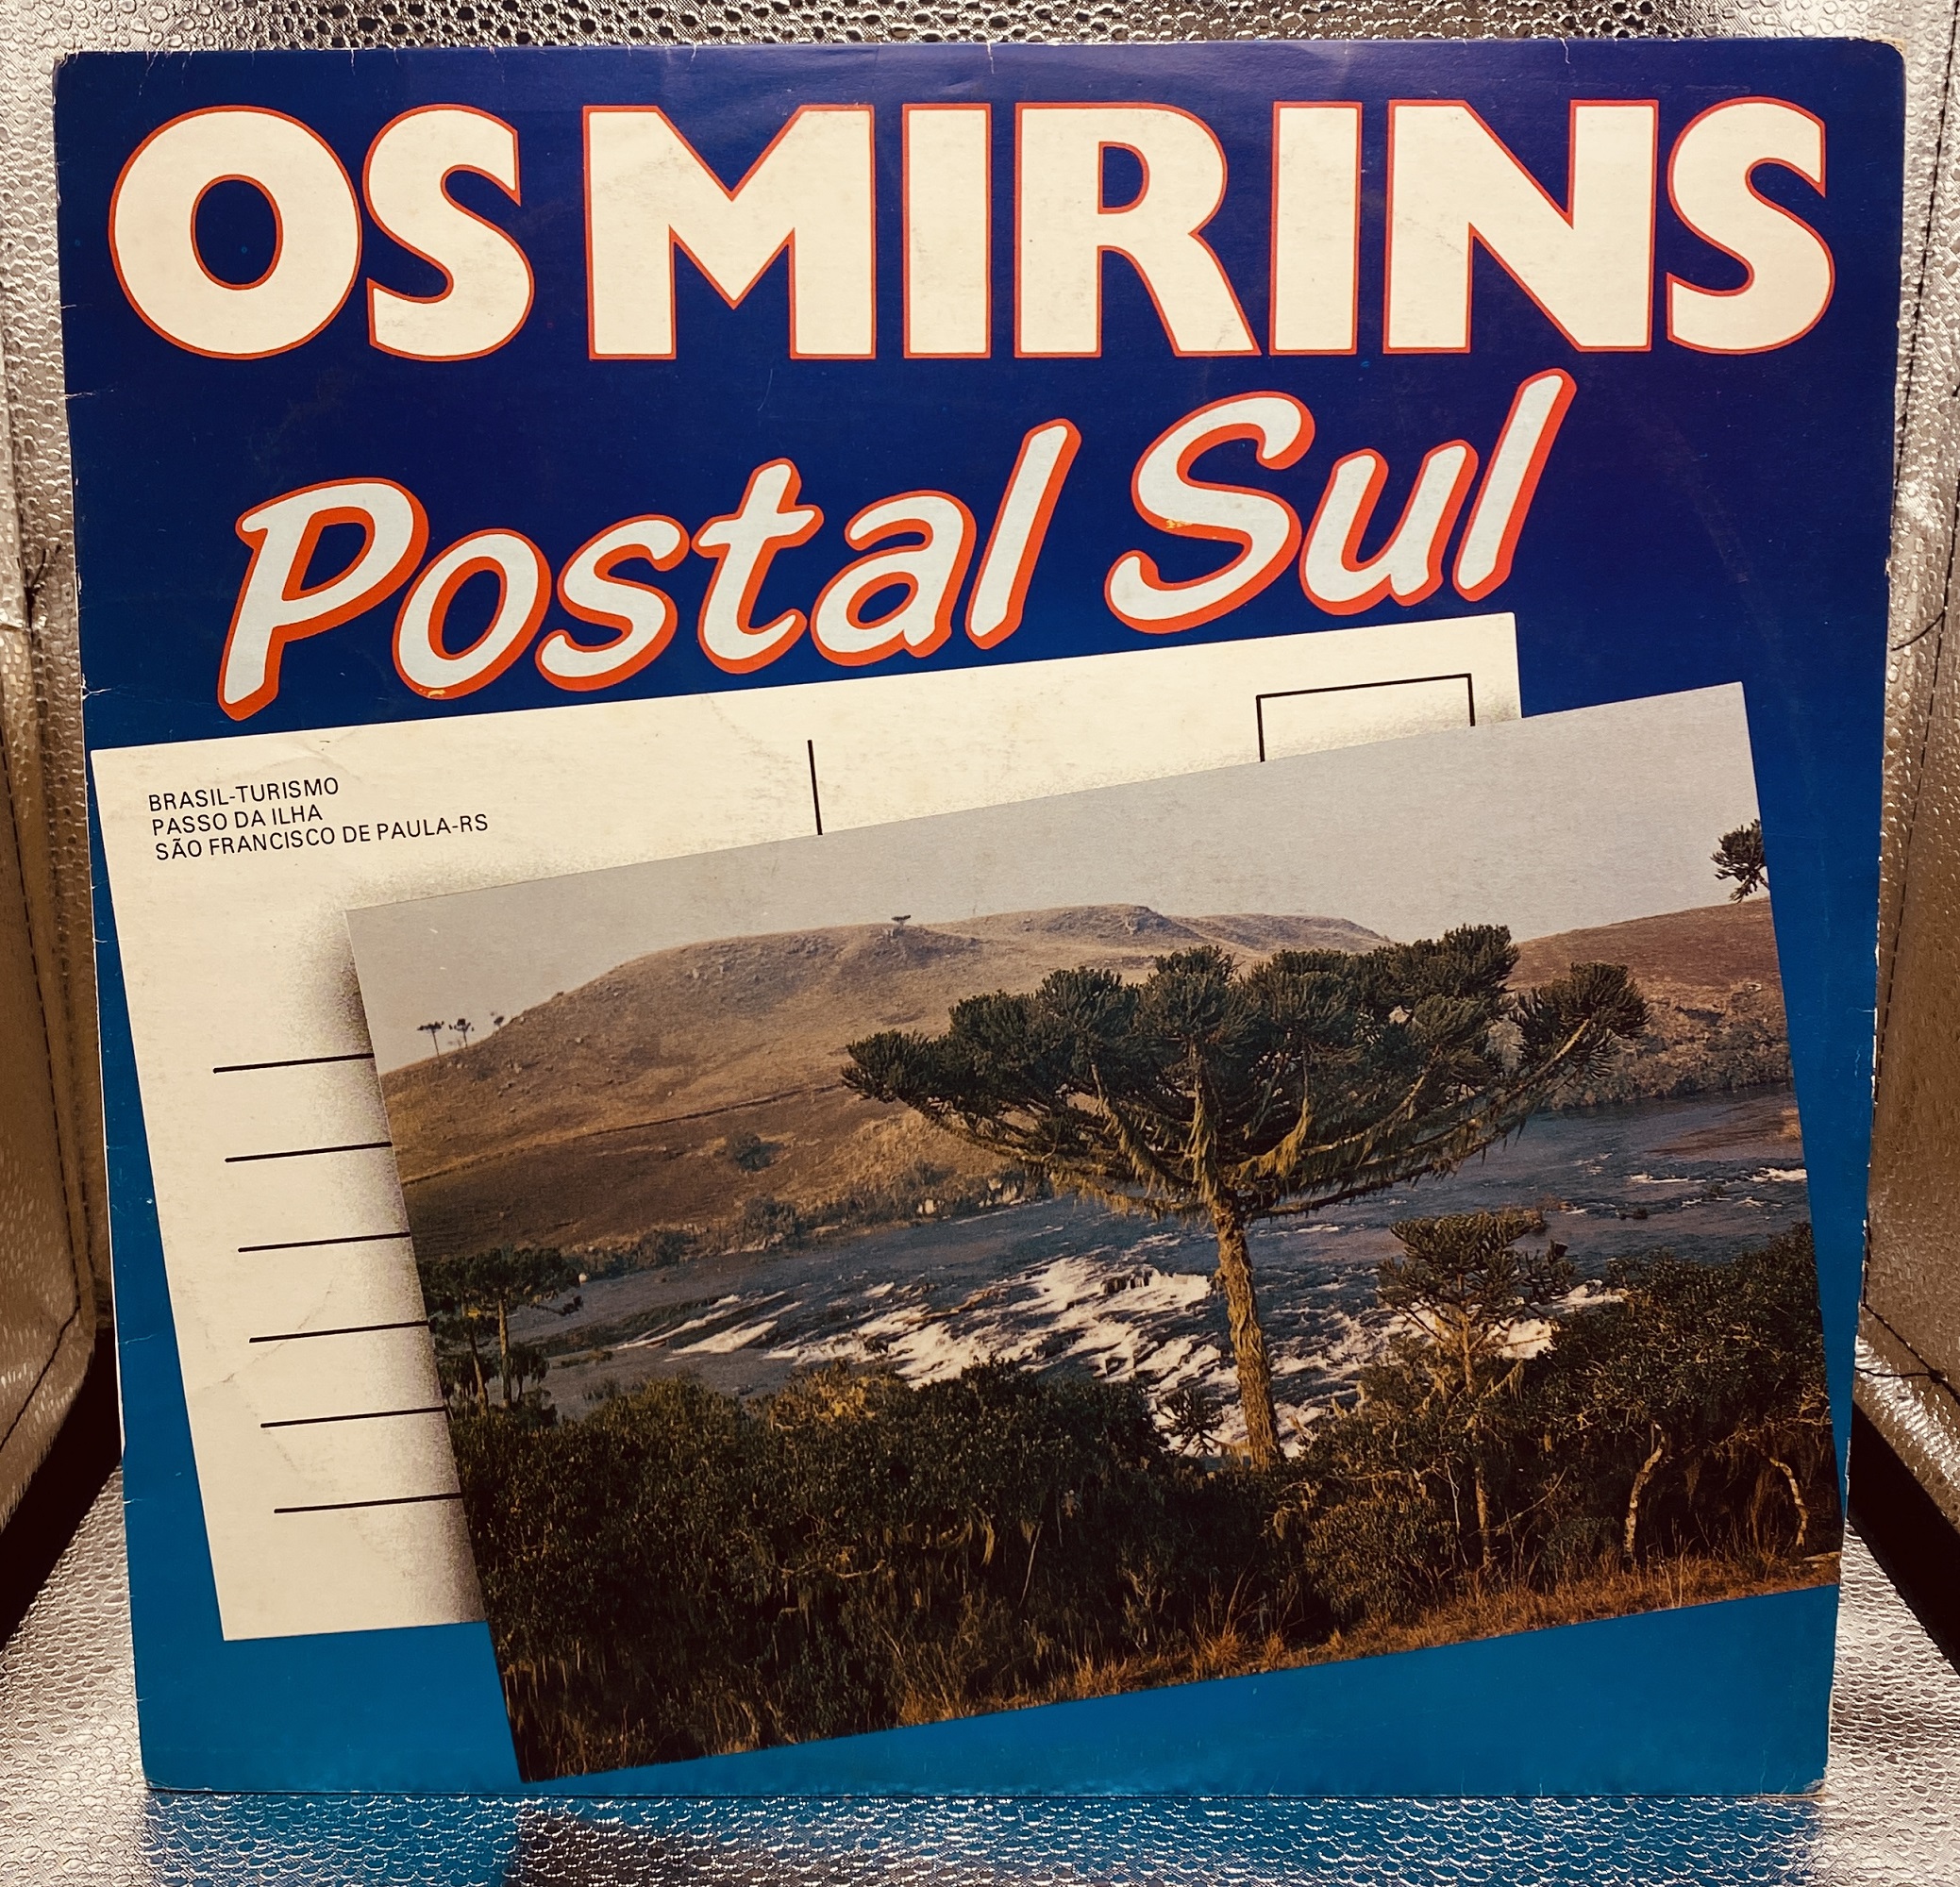 OS MIRINS
Postal Sul
BRASIL-TURISMO
PASSO DA ILHA
SÃO FRANCISCO DE PAULA-RS